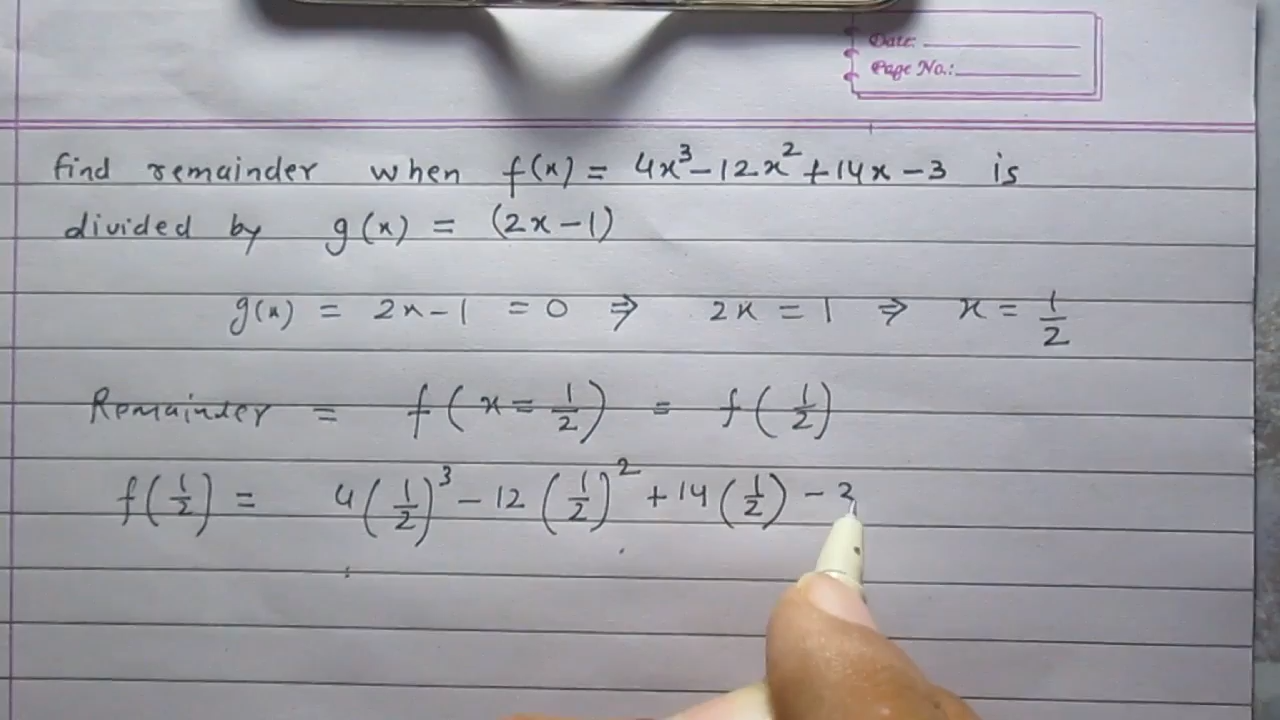 Date:
Page No.:
find remainder when f(x) = 4x³ - 12x² + 14x - 3 is
divided by g(x) = (2x - 1)
g(x) = 2x - 1 = 0 ⇒ 2x = 1 ⇒ x = 1/2
Remainder = f(x = 1/2) = f(1/2)
f(1/2) = 4(1/2)³ - 12(1/2)² + 14(1/2) - 3